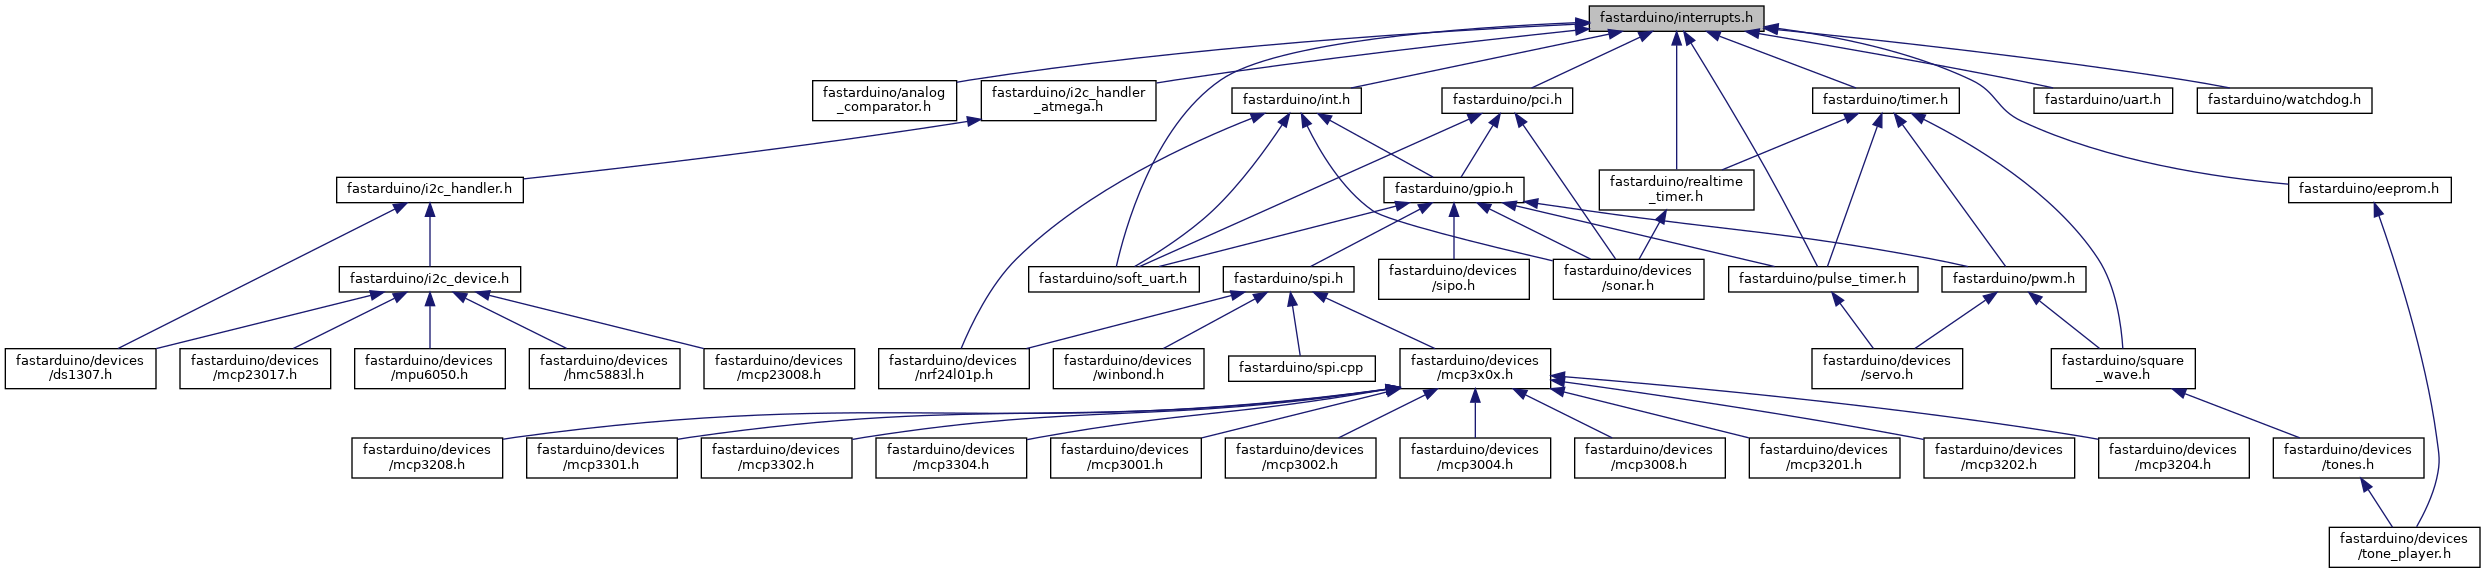 fastarduino/interrupts.h
fastarduino/analog
_comparator.h
fastarduino/i2c_handler
_atmega.h
fastarduino/int.h
fastarduino/pci.h
fastarduino/timer.h
fastarduino/uart.h
fastarduino/watchdog.h
fastarduino/i2c_handler.h
fastarduino/gpio.h
fastarduino/realtime
_timer.h
fastarduino/eeprom.h
fastarduino/i2c_device.h
fastarduino/soft_uart.h
fastarduino/spi.h
fastarduino/devices
/sipo.h
fastarduino/devices
/sonar.h
fastarduino/pulse_timer.h
fastarduino/pwm.h
fastarduino/devices
/ds1307.h
fastarduino/devices
/mcp23017.h
fastarduino/devices
/mpu6050.h
fastarduino/devices
/hmc5883l.h
fastarduino/devices
/mcp23008.h
fastarduino/devices
/nrf24l01p.h
fastarduino/devices
/winbond.h
fastarduino/spi.cpp
fastarduino/devices
/mcp3x0x.h
fastarduino/devices
/servo.h
fastarduino/square
_wave.h
fastarduino/devices
/mcp3208.h
fastarduino/devices
/mcp3301.h
fastarduino/devices
/mcp3302.h
fastarduino/devices
/mcp3304.h
fastarduino/devices
/mcp3001.h
fastarduino/devices
/mcp3002.h
fastarduino/devices
/mcp3004.h
fastarduino/devices
/mcp3008.h
fastarduino/devices
/mcp3201.h
fastarduino/devices
/mcp3202.h
fastarduino/devices
/mcp3204.h
fastarduino/devices
/tones.h
fastarduino/devices
/tone_player.h